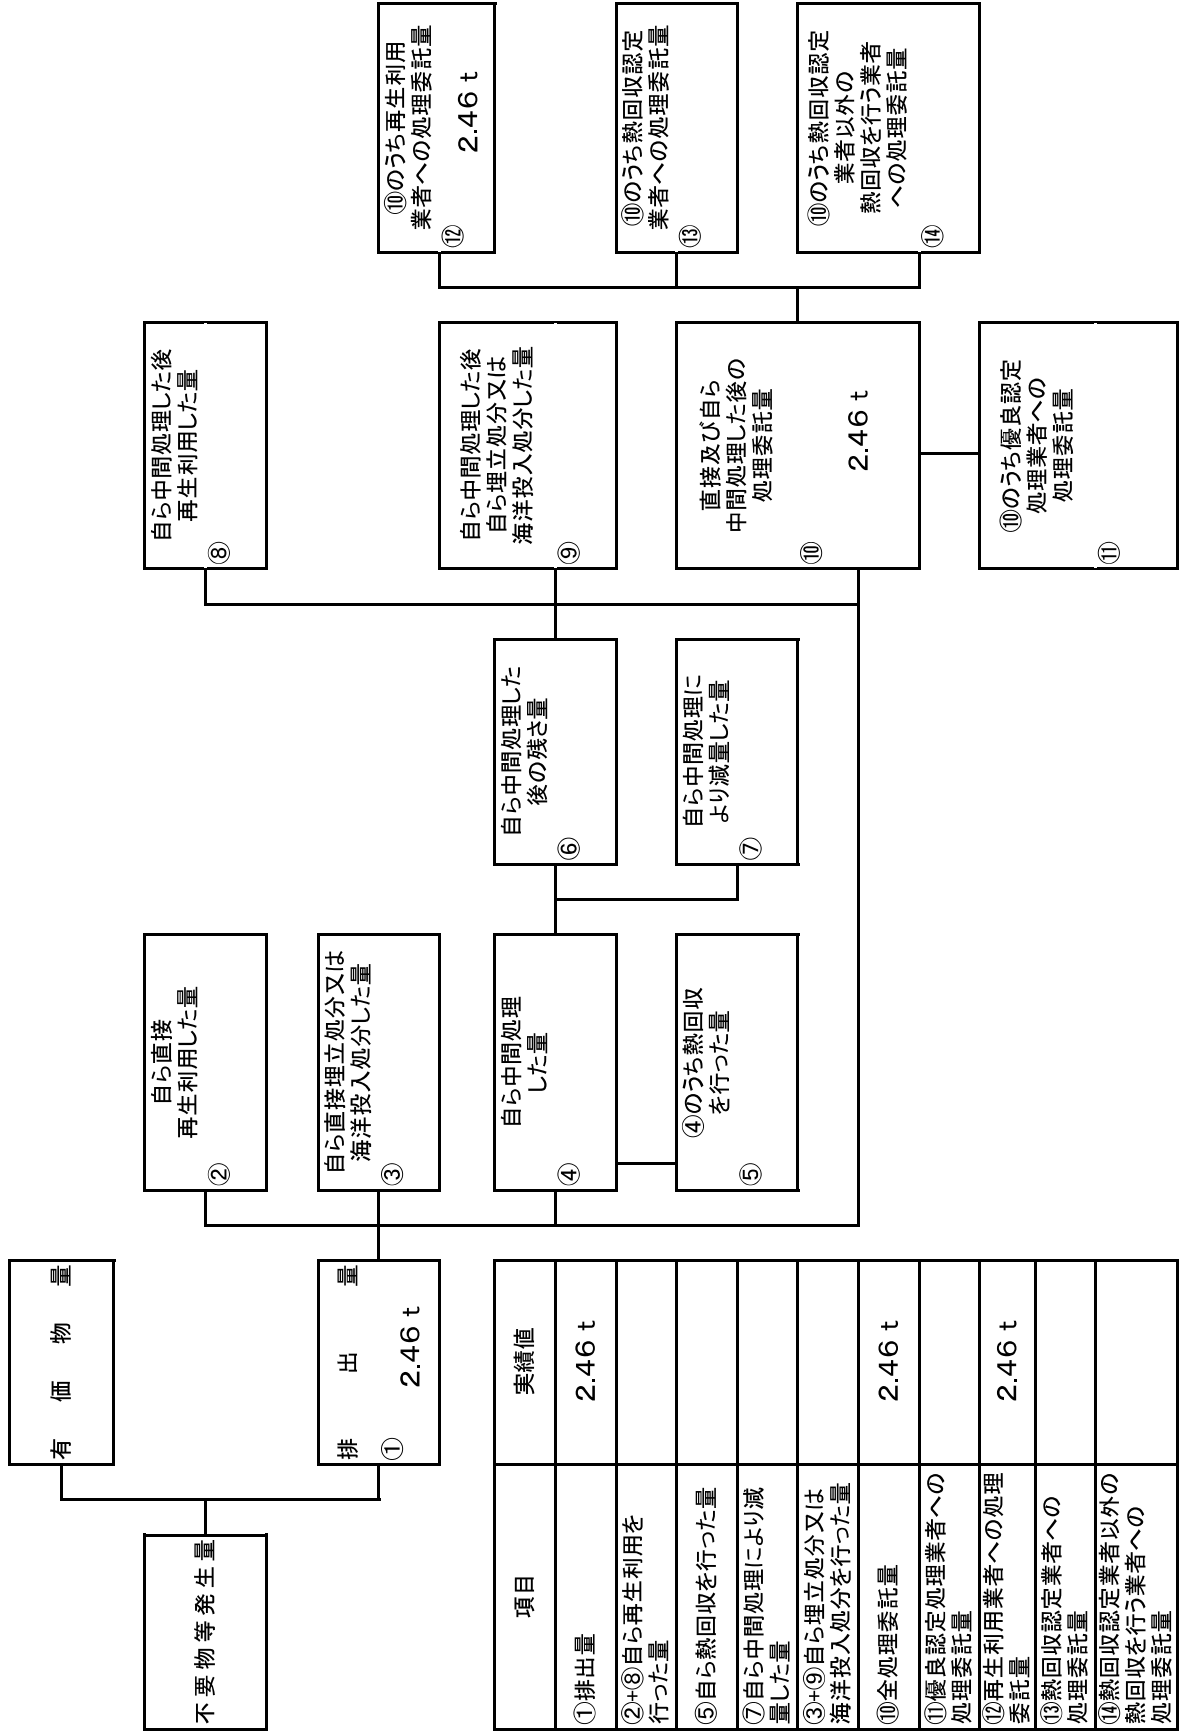 不要物等発生量
有価物量
排出量
①
2.46 t
自ら直接
再生利用した量
②
自ら直接埋立処分又は
海洋投入処分した量
③
自ら中間処理
した量
④
④のうち熱回収
を行った量
⑤
自ら中間処理した
後の残さ量
⑥
自ら中間処理に
より減量した量
⑦
自ら中間処理した後
再生利用した量
⑧
自ら中間処理した後
自ら埋立処分又は
海洋投入処分した量
⑨
直接及び自ら
中間処理した後の
処理委託量
⑩
2.46 t
⑩のうち優良認定
処理業者への
処理委託量
⑪
⑩のうち再生利用
業者への処理委託量
⑫
2.46 t
⑩のうち熱回収認定
業者への処理委託量
⑬
⑩のうち熱回収認定
業者以外の
熱回収を行う業者
への処理委託量
⑭
項目
実績値
①排出量
2.46 t
②+⑧自ら再生利用を
行った量
⑤自ら熱回収を行った量
⑦自ら中間処理により減
量した量
③+⑨自ら埋立処分又は
海洋投入処分を行った量
⑩全処理委託量
2.46 t
⑪優良認定処理業者への
処理委託量
⑫再生利用業者への処理
委託量
2.46 t
⑬熱回収認定業者への
処理委託量
⑭熱回収認定業者以外の
熱回収を行う業者への
処理委託量